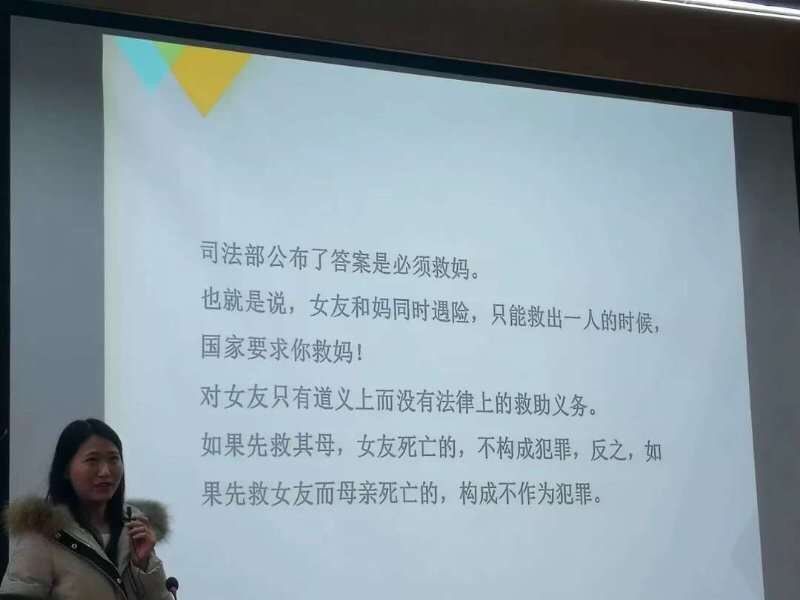 司法部公布了答案是必须救妈。
也就是说，女友和妈同时遇险，只能救出一人的时候，
国家要求你救妈！
对女友只有道义上而没有法律上的救助义务。
如果先救其母，女友死亡的，不构成犯罪，反之，如
果先救女友而母亲死亡的，构成不作为犯罪。